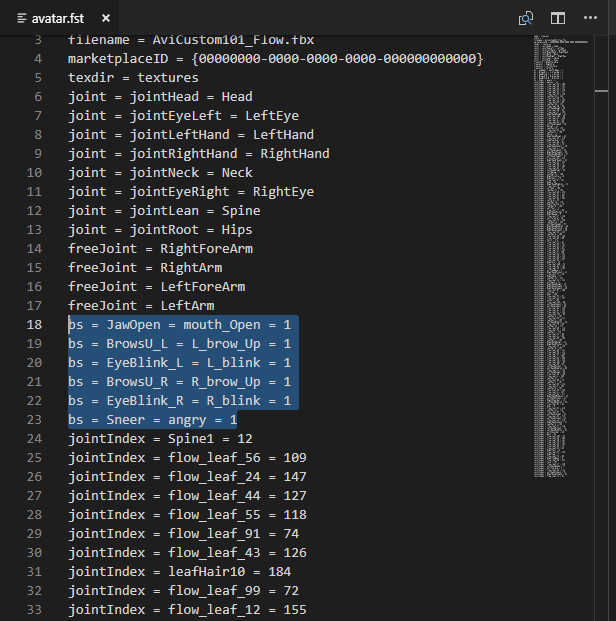 avatar.fst
3 filename = AviCustom101_Flow.fbx
4 marketplaceID = {00000000-0000-0000-0000-000000000000}
5 texdir = textures
6 joint = jointHead = Head
7 joint = jointEyeLeft = LeftEye
8 joint = jointLeftHand = LeftHand
9 joint = jointRightHand = RightHand
10 joint = jointNeck = Neck
11 joint = jointEyeRight = RightEye
12 joint = jointLean = Spine
13 joint = jointRoot = Hips
14 freeJoint = RightForeArm
15 freeJoint = RightArm
16 freeJoint = LeftForeArm
17 freeJoint = LeftArm
18 bs = JawOpen = mouth_Open = 1
19 bs = BrowsU_L = L_brow_Up = 1
20 bs = EyeBlink_L = L_blink = 1
21 bs = BrowsU_R = R_brow_Up = 1
22 bs = EyeBlink_R = R_blink = 1
23 bs = Sneer = angry = 1
24 jointIndex = Spine1 = 12
25 jointIndex = flow_leaf_56 = 109
26 jointIndex = flow_leaf_24 = 147
27 jointIndex = flow_leaf_44 = 127
28 jointIndex = flow_leaf_55 = 118
29 jointIndex = flow_leaf_91 = 74
30 jointIndex = flow_leaf_43 = 126
31 jointIndex = leafHair10 = 184
32 jointIndex = flow_leaf_99 = 72
33 jointIndex = flow_leaf_12 = 155